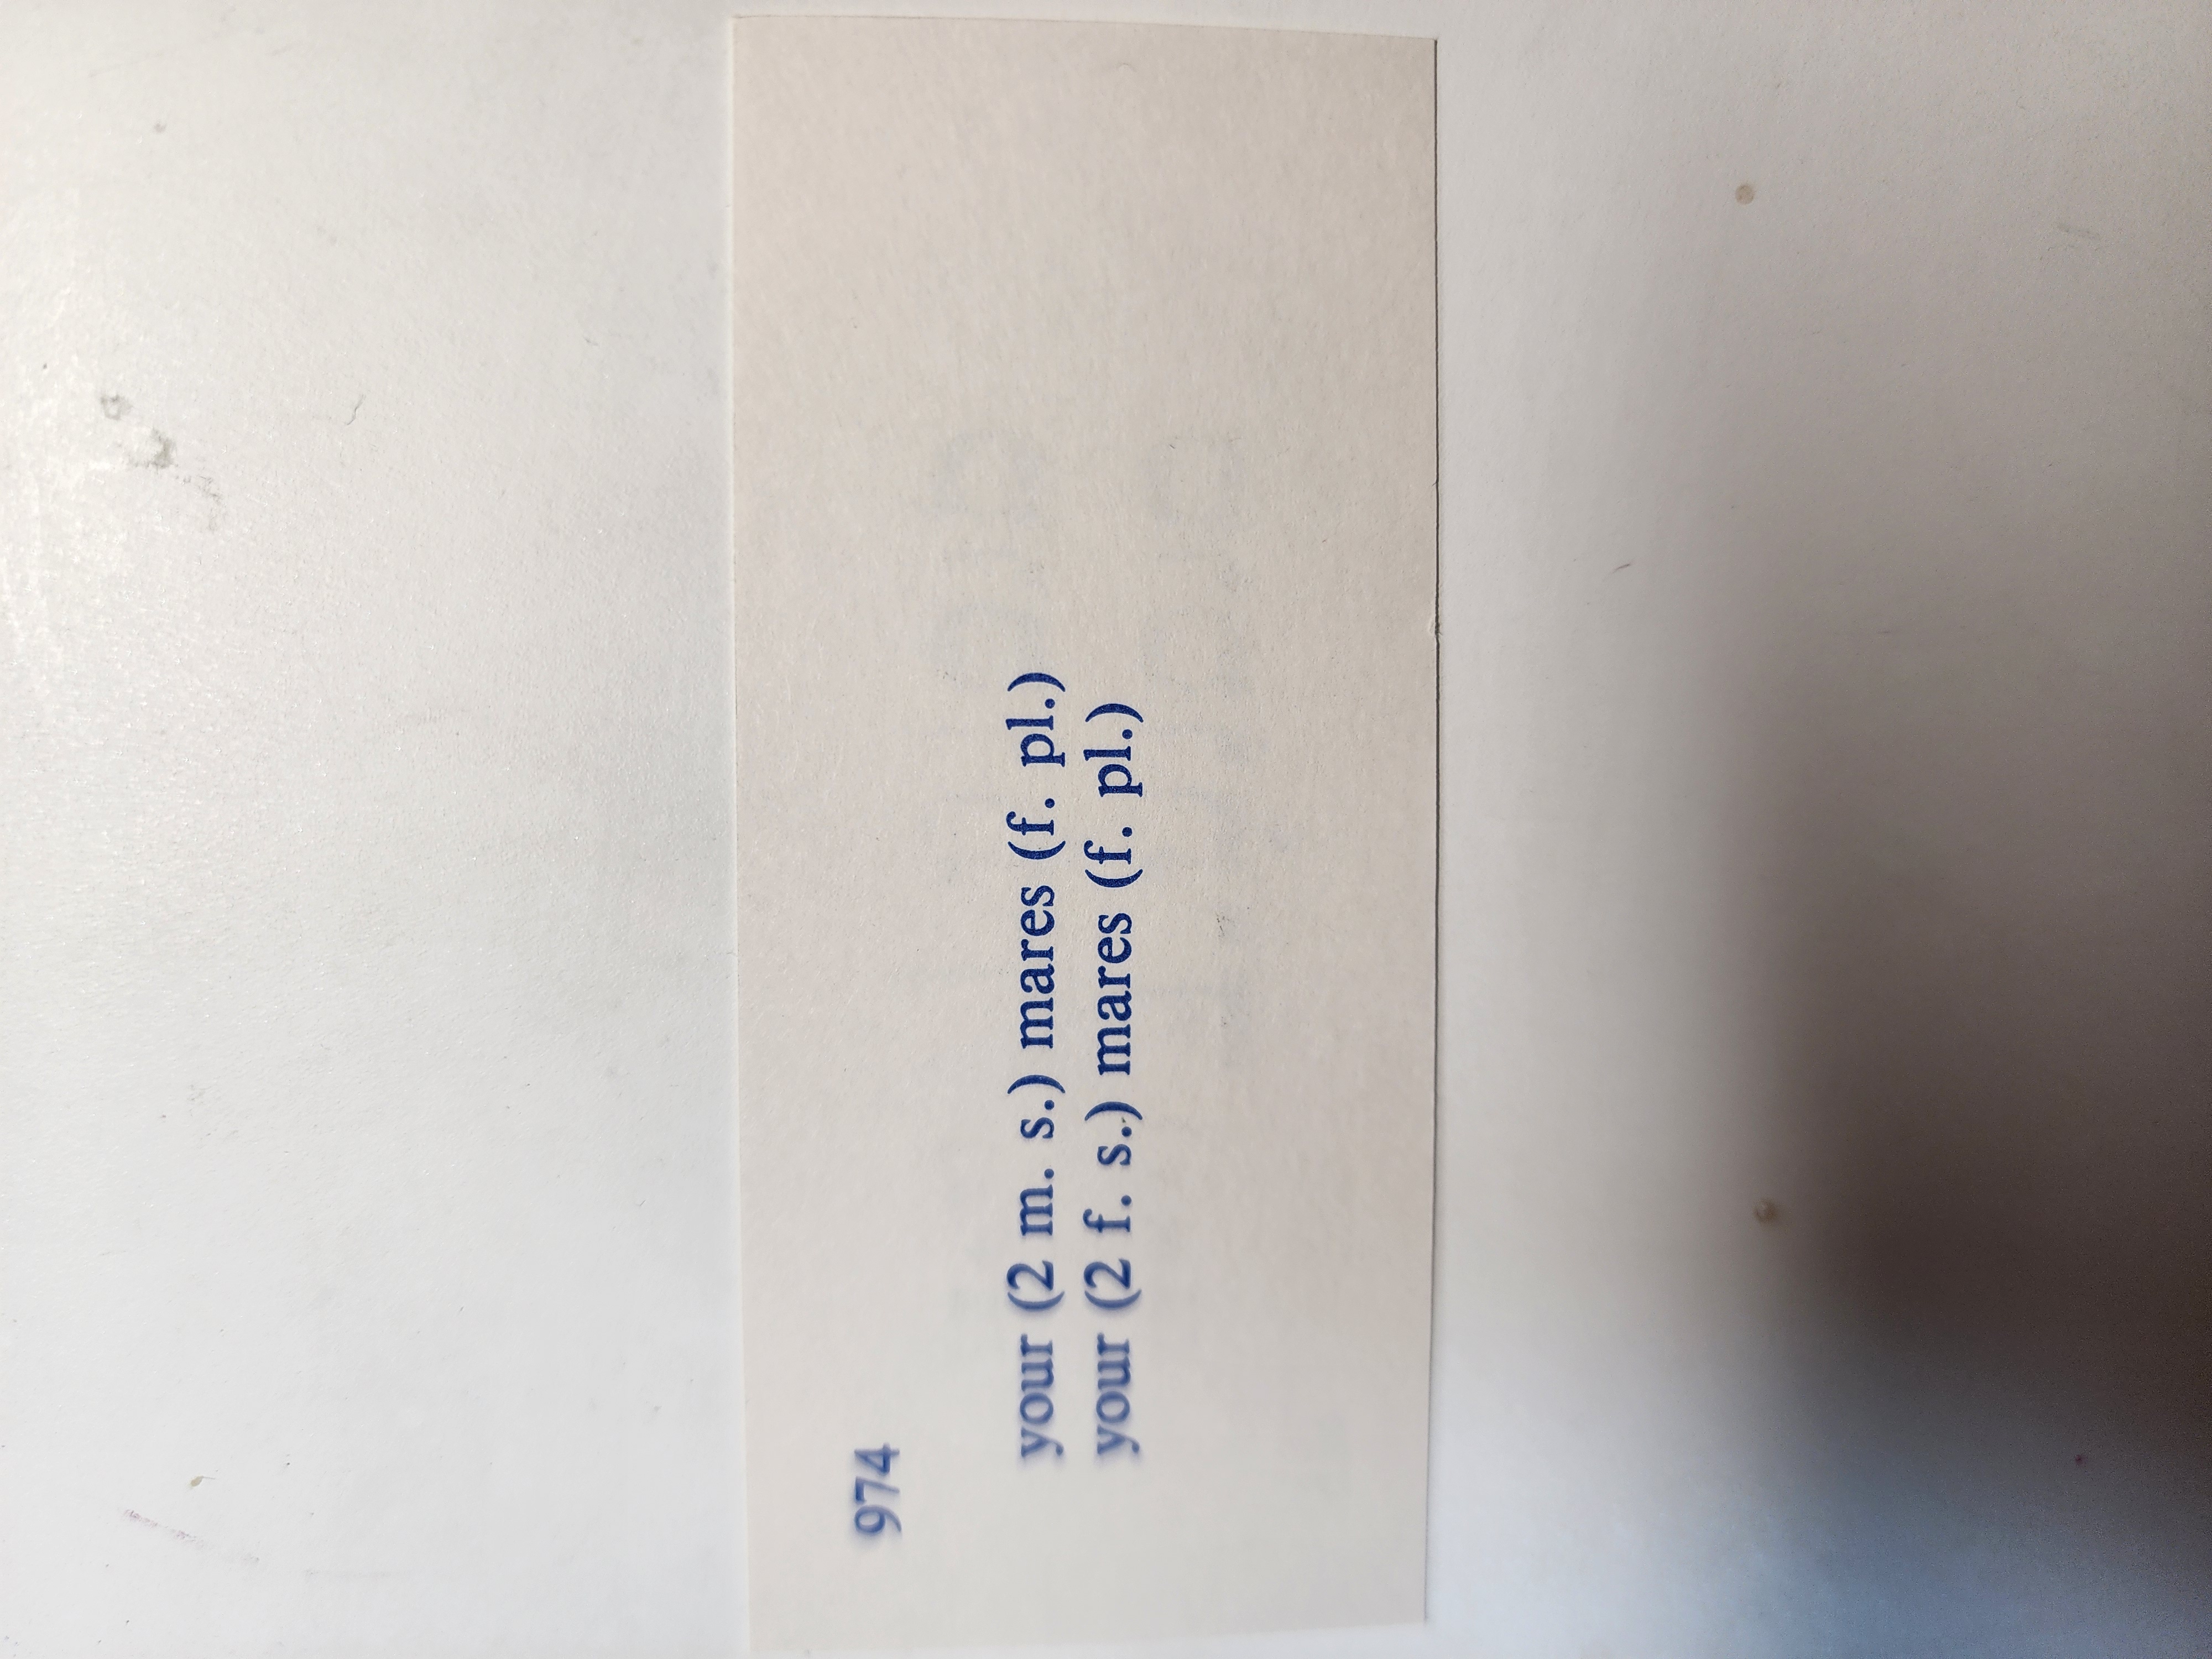 974
your (2 m. s.) mares (f. pl.)
your (2 f. s.) mares (f. pl.)